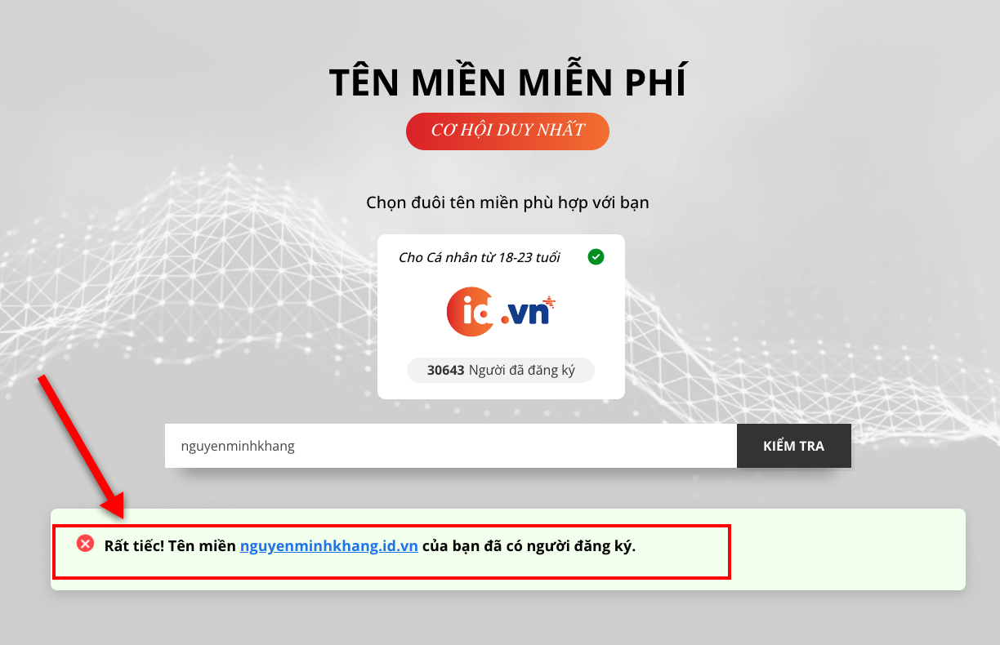 TÊN MIỀN MIỄN PHÍ
CƠ HỘI DUY NHẤT
Chọn đuôi tên miền phù hợp với bạn
Cho Cá nhân từ 18-23 tuổi
id.vn
30643 Người đã đăng ký
nguyenminhkhang
KIỂM TRA
Rất tiếc! Tên miền nguyenminhkhang.id.vn của bạn đã có người đăng ký.